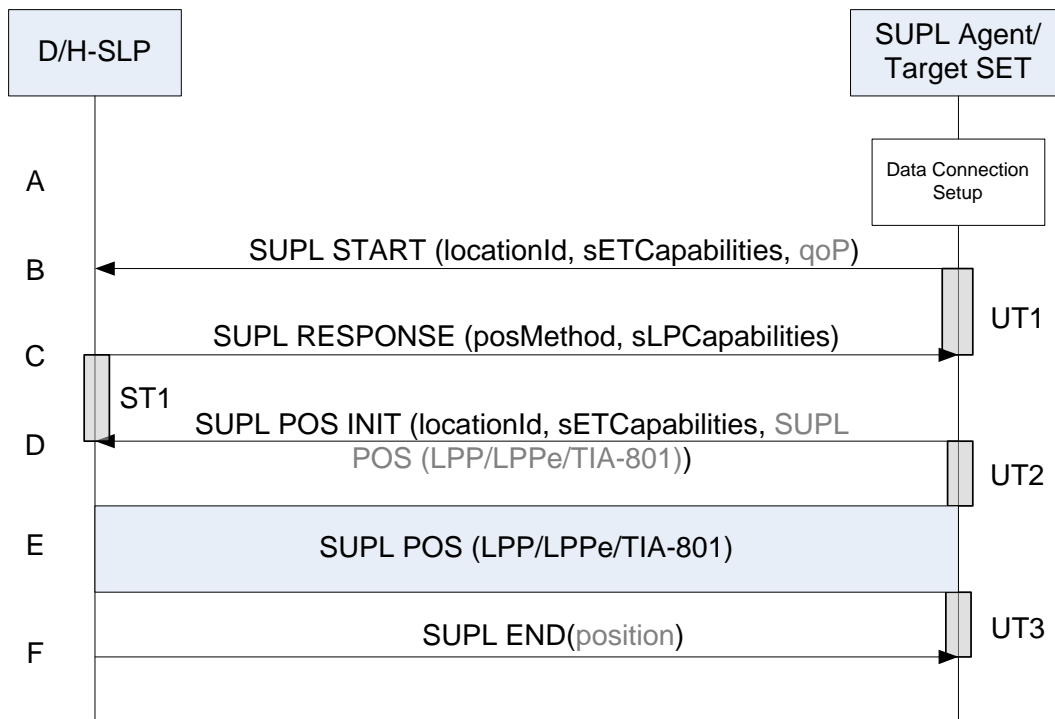 D/H-SLP
SUPL Agent/
Target SET
A
Data Connection
Setup
SUPL START (locationId, sETCapabilities, qoP)
B
UT1
SUPL RESPONSE (posMethod, sLPCapabilities)
C
ST1
SUPL POS INIT (locationId, sETCapabilities, SUPL
POS (LPP/LPPe/TIA-801))
D
UT2
E
SUPL POS (LPP/LPPe/TIA-801)
UT3
SUPL END(position)
F